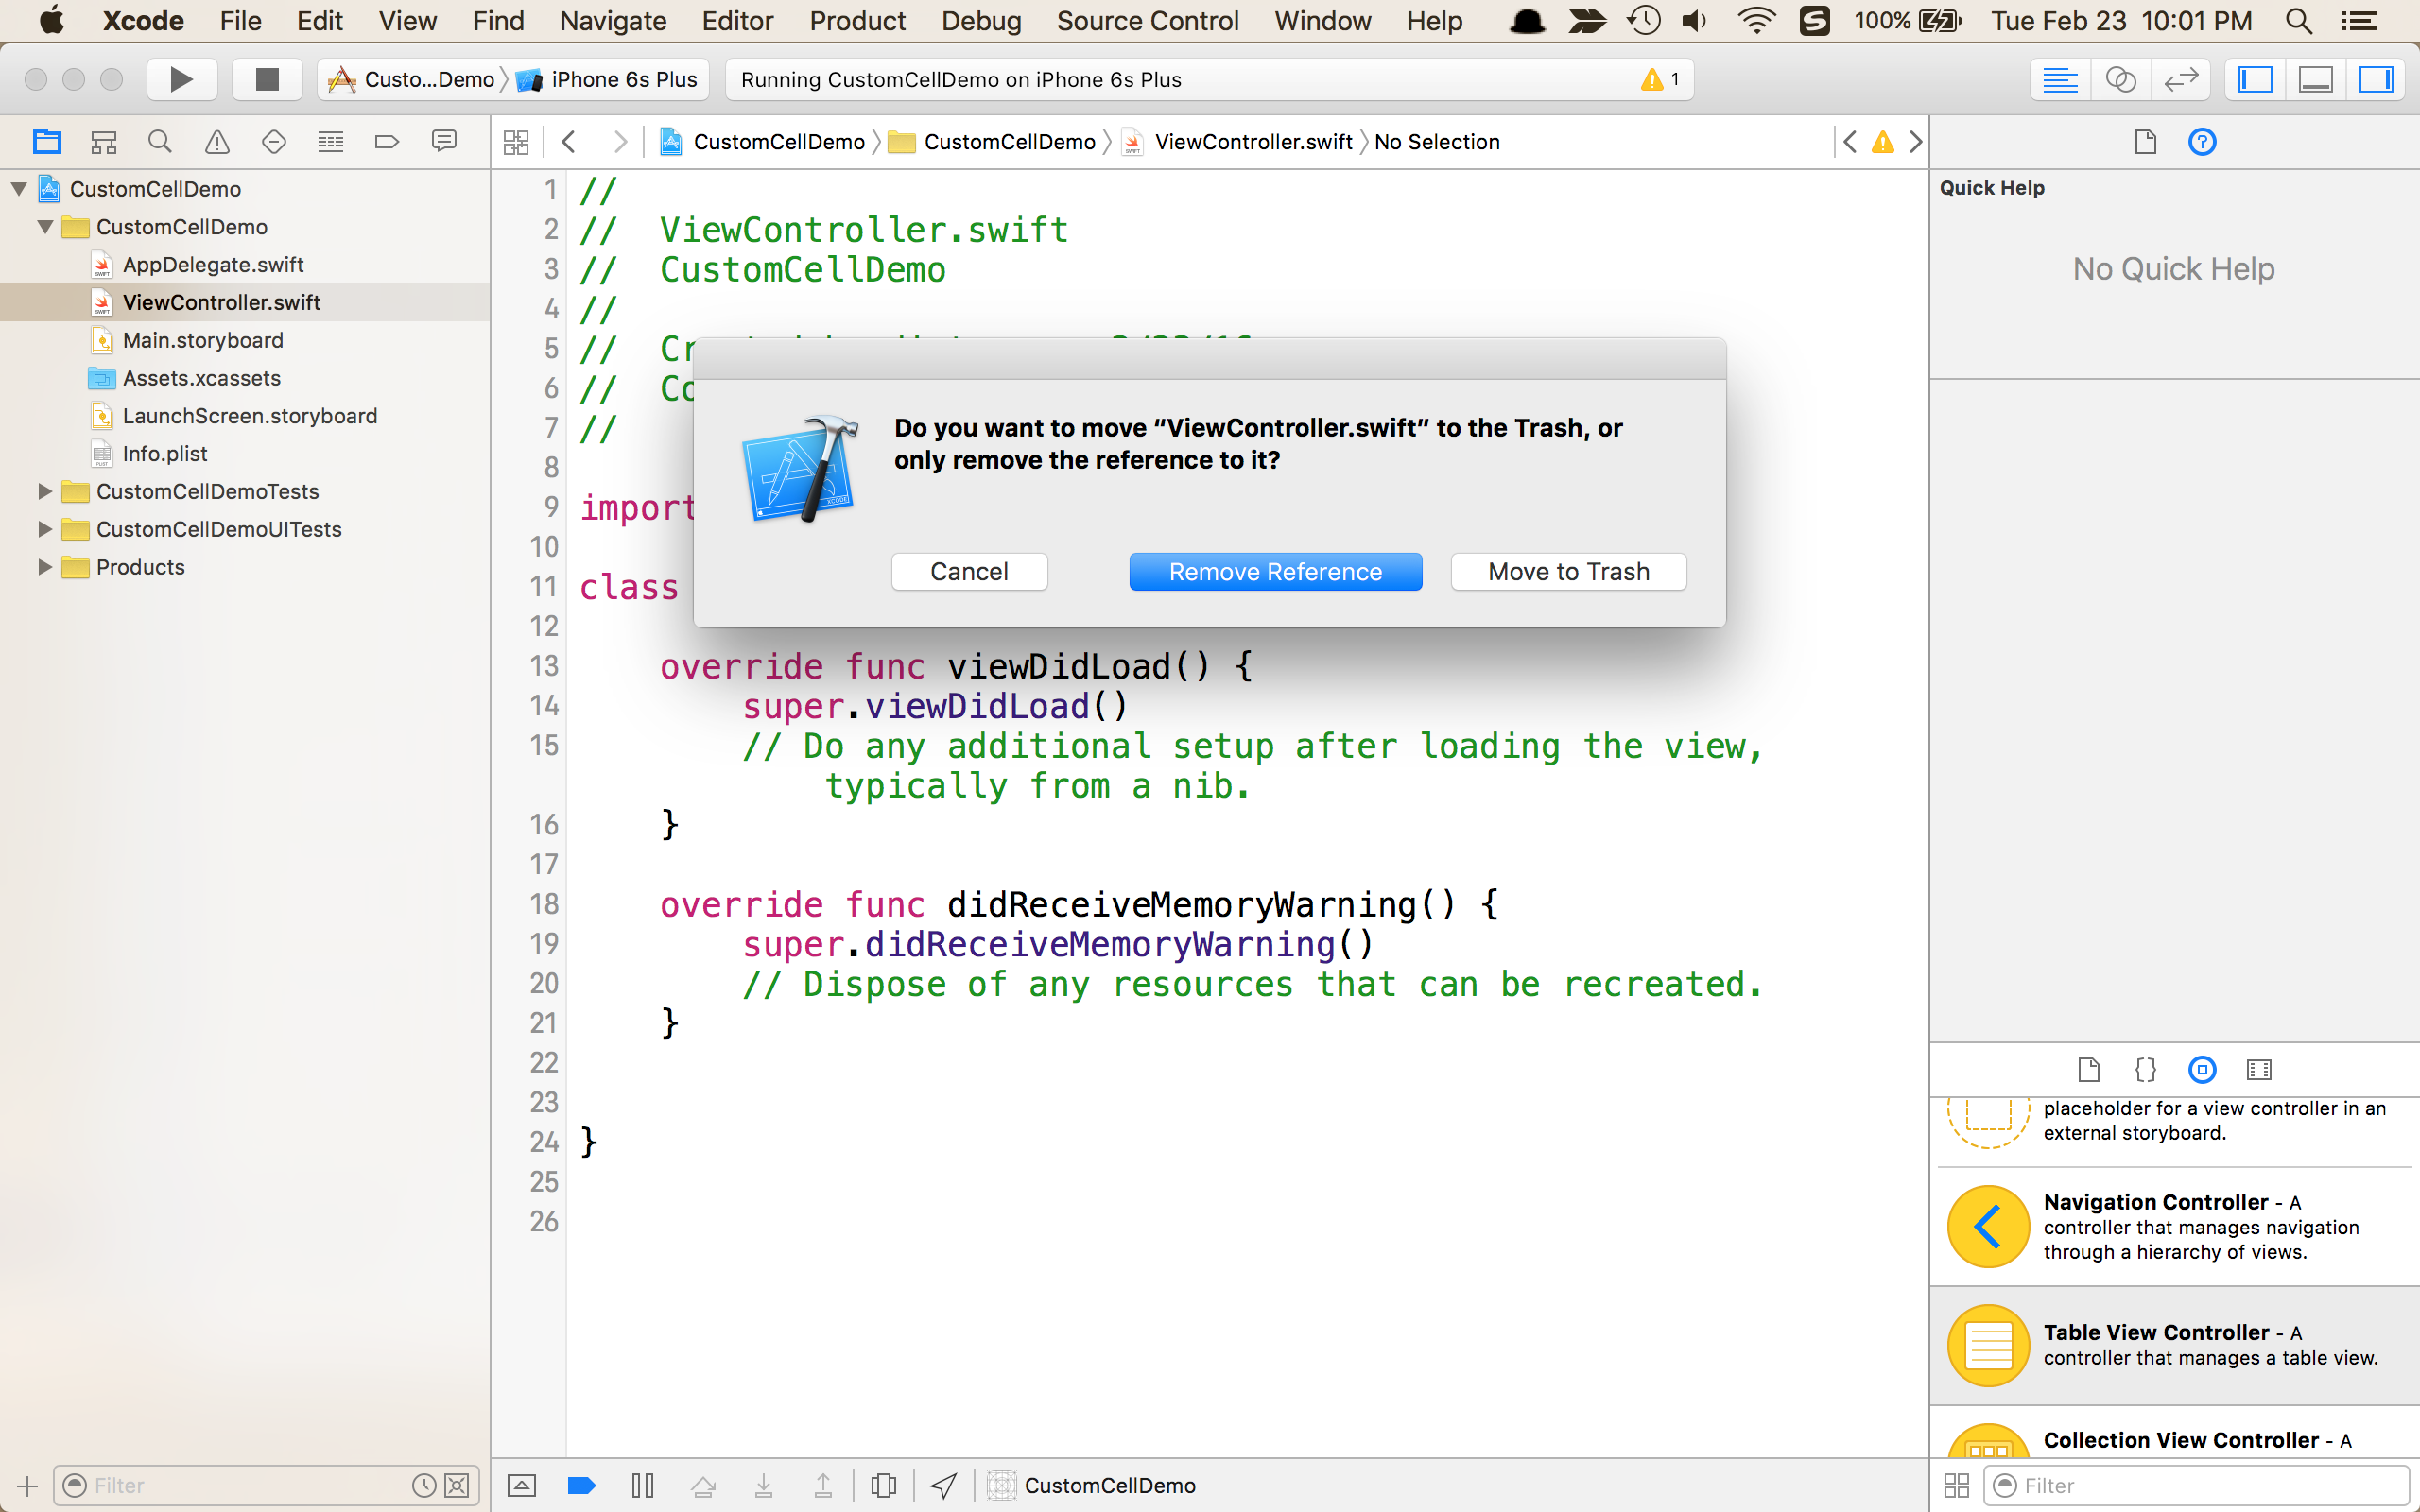 Xcode File Edit View Find Navigate Editor Product Debug Source Control Window Help 100% Tue Feb 23 10:01 PM
Custo...Demo iPhone 6s Plus
Running CustomCellDemo on iPhone 6s Plus 1
CustomCellDemo CustomCellDemo ViewController.swift No Selection
CustomCellDemo
CustomCellDemo
AppDelegate.swift
ViewController.swift
Main.storyboard
Assets.xcassets
LaunchScreen.storyboard
Info.plist
CustomCellDemoTests
CustomCellDemoUITests
Products
Filter
1 //
2 // ViewController.swift
3 // CustomCellDemo
4 //
5 //
6 //
7 //
8
9 import
10
11 class
12
13 override func viewDidLoad() {
14 super.viewDidLoad()
15 // Do any additional setup after loading the view,
typically from a nib.
16 }
17
18 override func didReceiveMemoryWarning() {
19 super.didReceiveMemoryWarning()
20 // Dispose of any resources that can be recreated.
21 }
22
23
24 }
25
26
Do you want to move “ViewController.swift” to the Trash, or
only remove the reference to it?
Cancel Remove Reference Move to Trash
CustomCellDemo
Quick Help
No Quick Help
placeholder for a view controller in an
external storyboard.
Navigation Controller - A
controller that manages navigation
through a hierarchy of views.
Table View Controller - A
controller that manages a table view.
Collection View Controller - A
Filter